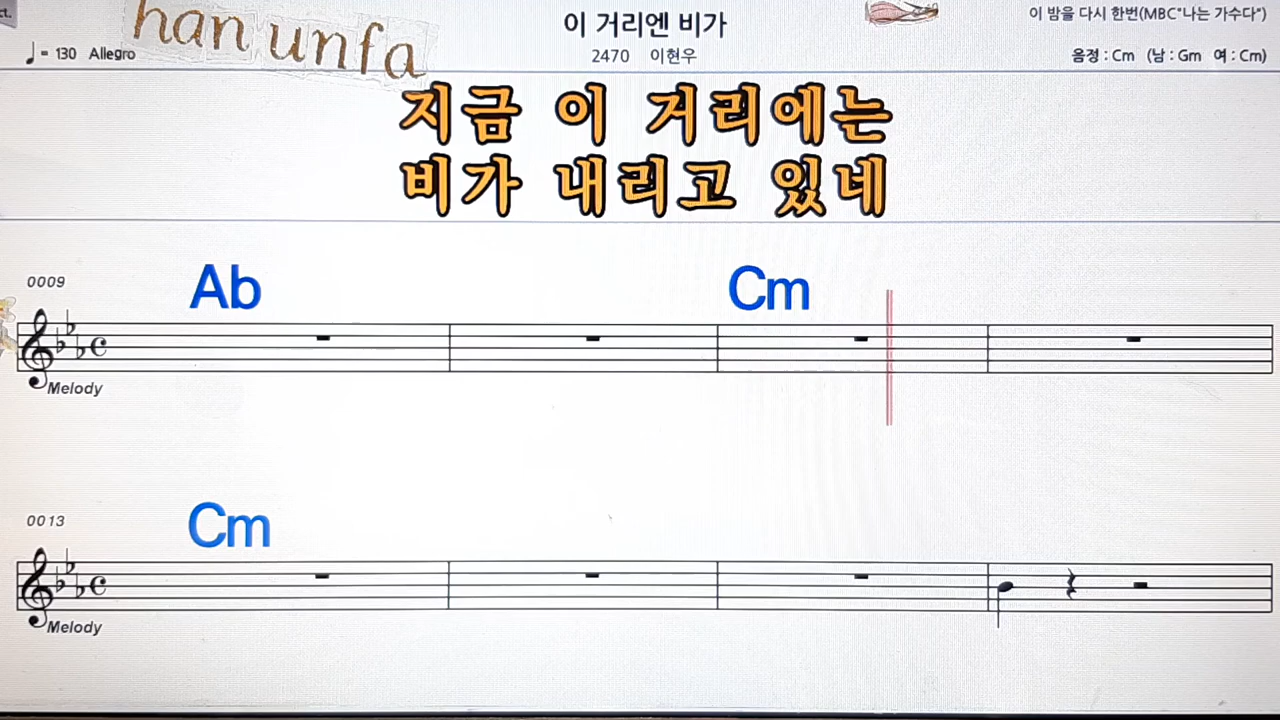 ct.
han unfa
이 거리엔 비가
이 밤을 다시 한번(MBC"나는 가수다")
♩= 130 Allegro
2470 이현우
음정 : Cm (남 : Gm 여 : Cm)
지금 이 거리에는
비가 내리고 있네
0009
Ab Cm
Melody
0013
Cm
Melody